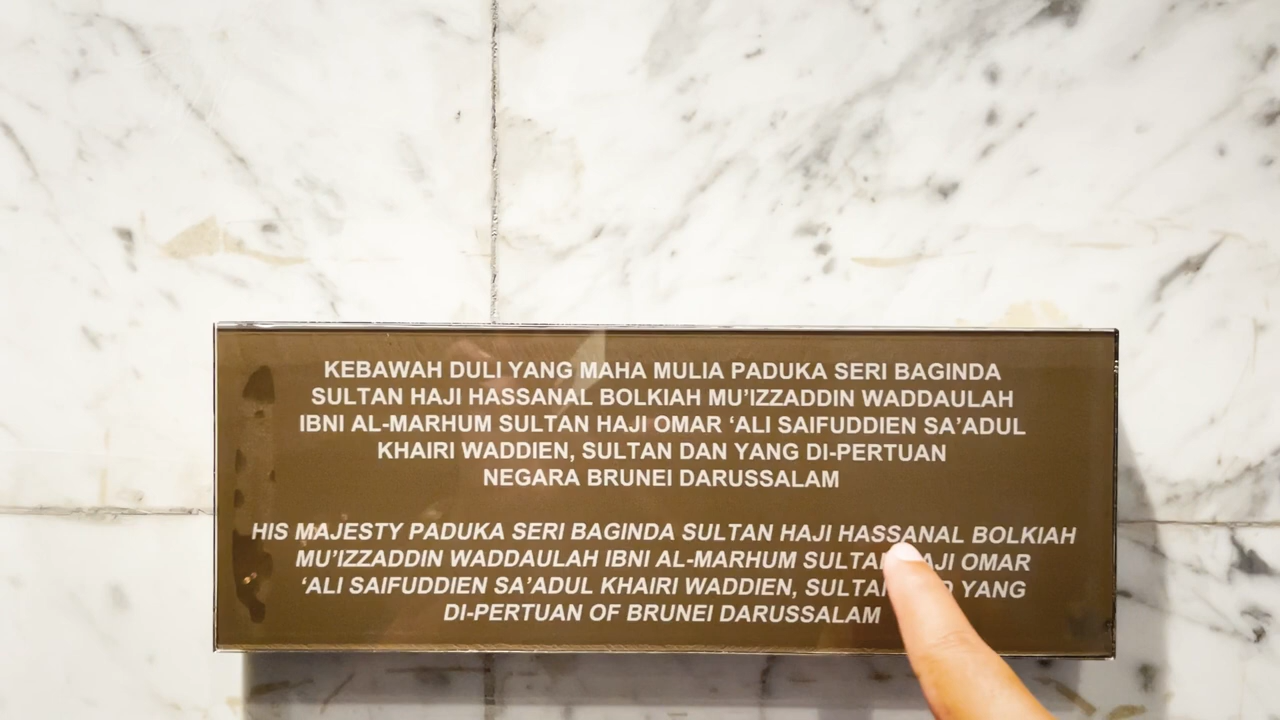 KEBAWAH DULI YANG MAHA MULIA PADUKA SERI BAGINDA
SULTAN HAJI HASSANAL BOLKIAH MU’IZZADDIN WADDAULAH
IBNI AL-MARHUM SULTAN HAJI OMAR ‘ALI SAIFUDDIEN SA’ADUL
KHAIRI WADDIEN, SULTAN DAN YANG DI-PERTUAN
NEGARA BRUNEI DARUSSALAM
HIS MAJESTY PADUKA SERI BAGINDA SULTAN HAJI HASSANAL BOLKIAH
MU’IZZADDIN WADDAULAH IBNI AL-MARHUM SULTAN HAJI OMAR
‘ALI SAIFUDDIEN SA’ADUL KHAIRI WADDIEN, SULTAN YANG
DI-PERTUAN OF BRUNEI DARUSSALAM